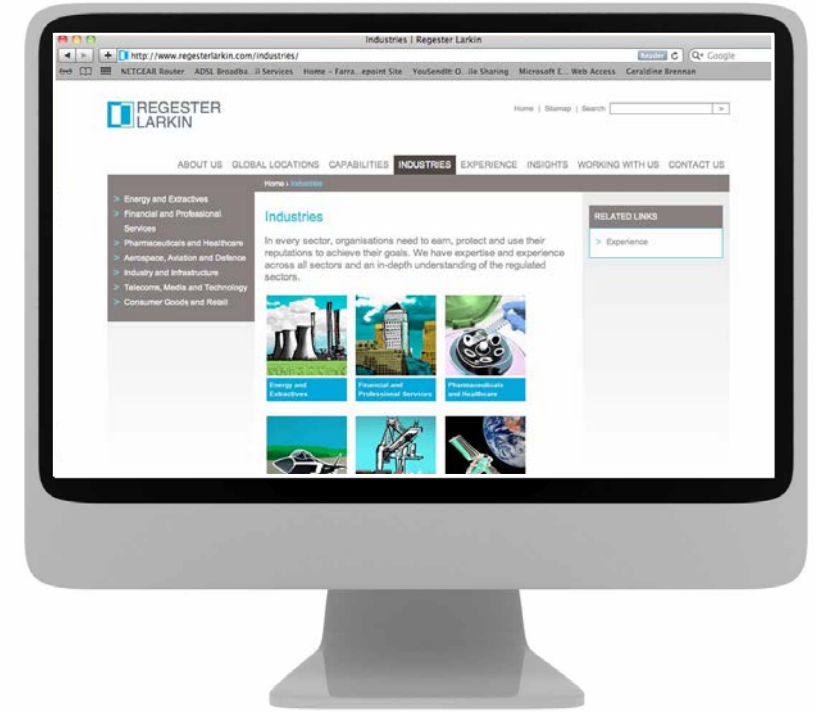 Industries | Regester Larkin
http://www.regesterlarkin.com/industries/
Reader
Google
NETGEAR Router ADSL Broadba...il Services Home – Farra...epoint Site YouSendIt: O...ile Sharing Microsoft E... Web Access Geraldine Brennan
REGESTER
LARKIN
Home | Sitemap | Search
>
ABOUT US GLOBAL LOCATIONS CAPABILITIES INDUSTRIES EXPERIENCE INSIGHTS WORKING WITH US CONTACT US
Home › Industries
> Energy and Extractives
> Financial and Professional
Services
> Pharmaceuticals and Healthcare
> Aerospace, Aviation and Defence
> Industry and Infrastructure
> Telecoms, Media and Technology
> Consumer Goods and Retail
Industries
In every sector, organisations need to earn, protect and use their
reputations to achieve their goals. We have expertise and experience
across all sectors and an in-depth understanding of the regulated
sectors.
Energy and
Extractives
Financial and
Professional Services
Pharmaceuticals
and Healthcare
RELATED LINKS
> Experience